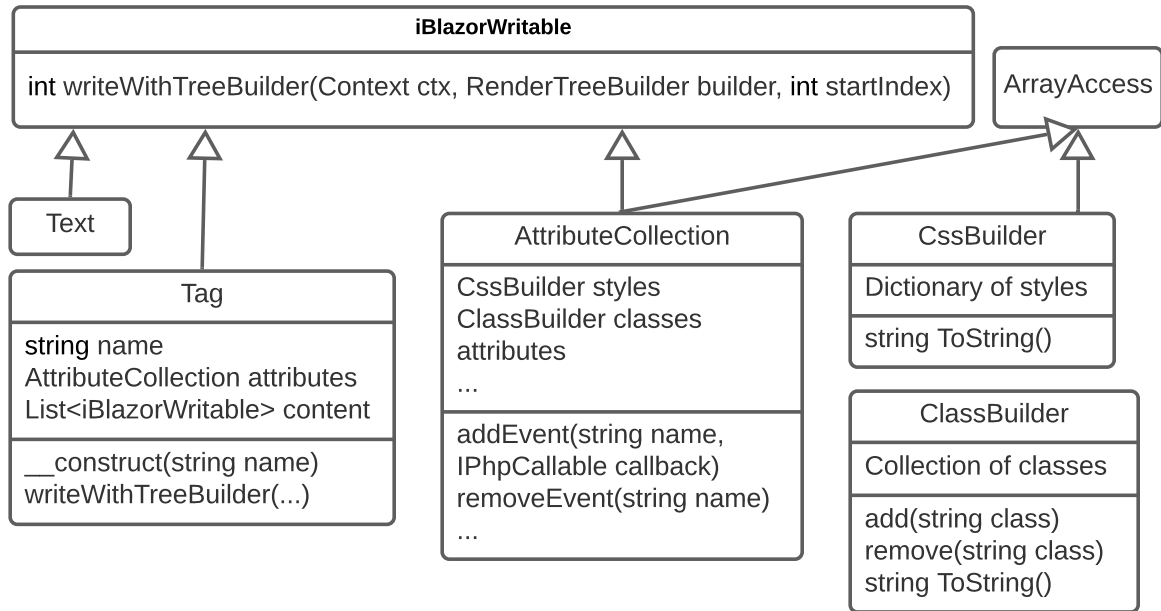 iBlazorWritable
int writeWithTreeBuilder(Context ctx, RenderTreeBuilder builder, int startIndex)
ArrayAccess
Text
Tag
string name
AttributeCollection attributes
List<iBlazorWritable> content
__construct(string name)
writeWithTreeBuilder(...)
AttributeCollection
CssBuilder styles
ClassBuilder classes
attributes
...
addEvent(string name,
IPhpCallable callback)
removeEvent(string name)
...
CssBuilder
Dictionary of styles
string ToString()
ClassBuilder
Collection of classes
add(string class)
remove(string class)
string ToString()